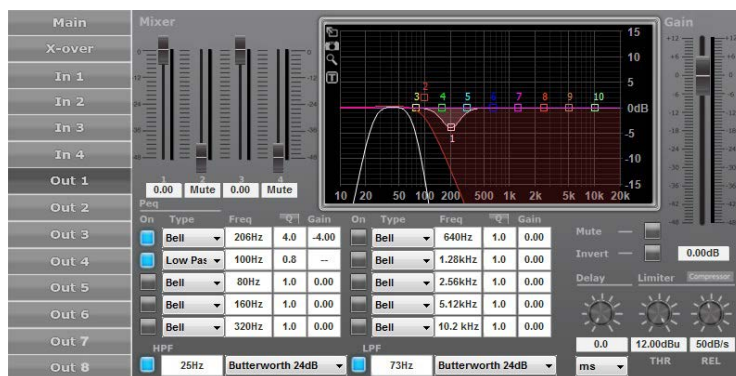 Main
X-over
In 1
In 2
In 3
In 4
Out 1
Out 2
Out 3
Out 4
Out 5
Out 6
Out 7
Out 8
Mixer
1 2 3 4
0.00 Mute 0.00 Mute
T
15
10
5
0dB
-5
-10
-15
3 2 4 5 6 7 8 9 10
1
10 20 50 100 200 500 1k 2k 5k 10k 20k
Gain
Peq
On Type Freq Q Gain On Type Freq Q Gain
Bell 206Hz 4.0 -4.00 Bell 640Hz 1.0 0.00
Low Pas 100Hz 0.8 -- Bell 1.28kHz 1.0 0.00
Bell 80Hz 1.0 0.00 Bell 2.56kHz 1.0 0.00
Bell 160Hz 1.0 0.00 Bell 5.12kHz 1.0 0.00
Bell 320Hz 1.0 0.00 Bell 10.2 kHz 1.0 0.00
HPF LPF
25Hz Butterworth 24dB 73Hz Butterworth 24dB
Mute
Invert 0.00dB
Delay Limiter Compressor
0.0 12.00dBu 50dB/s
ms THR REL